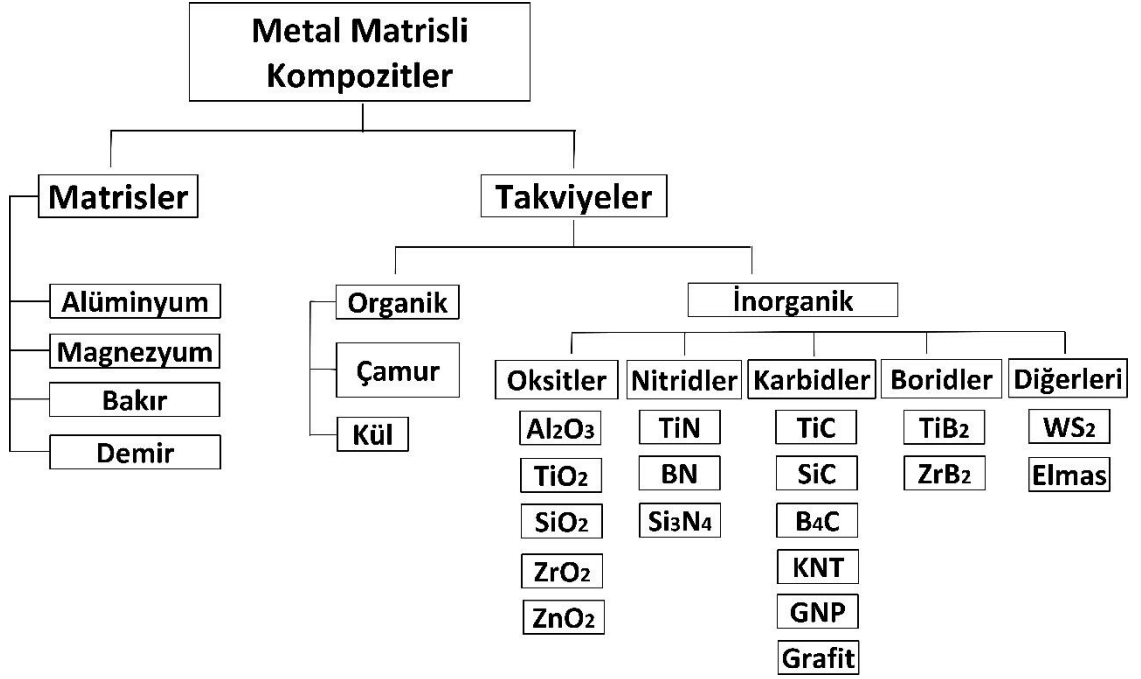 Metal Matrisli
Kompozitler
Matrisler
Takviyeler
Alüminyum
Magnezyum
Bakır
Demir
Organik
Çamur
Kül
İnorganik
Oksitler
Nitridler
Karbidler
Boridler
Diğerleri
Al2O3
TiO2
SiO2
ZrO2
ZnO2
TiN
BN
Si3N4
TiC
SiC
B4C
KNT
GNP
Grafit
TiB2
ZrB2
WS2
Elmas